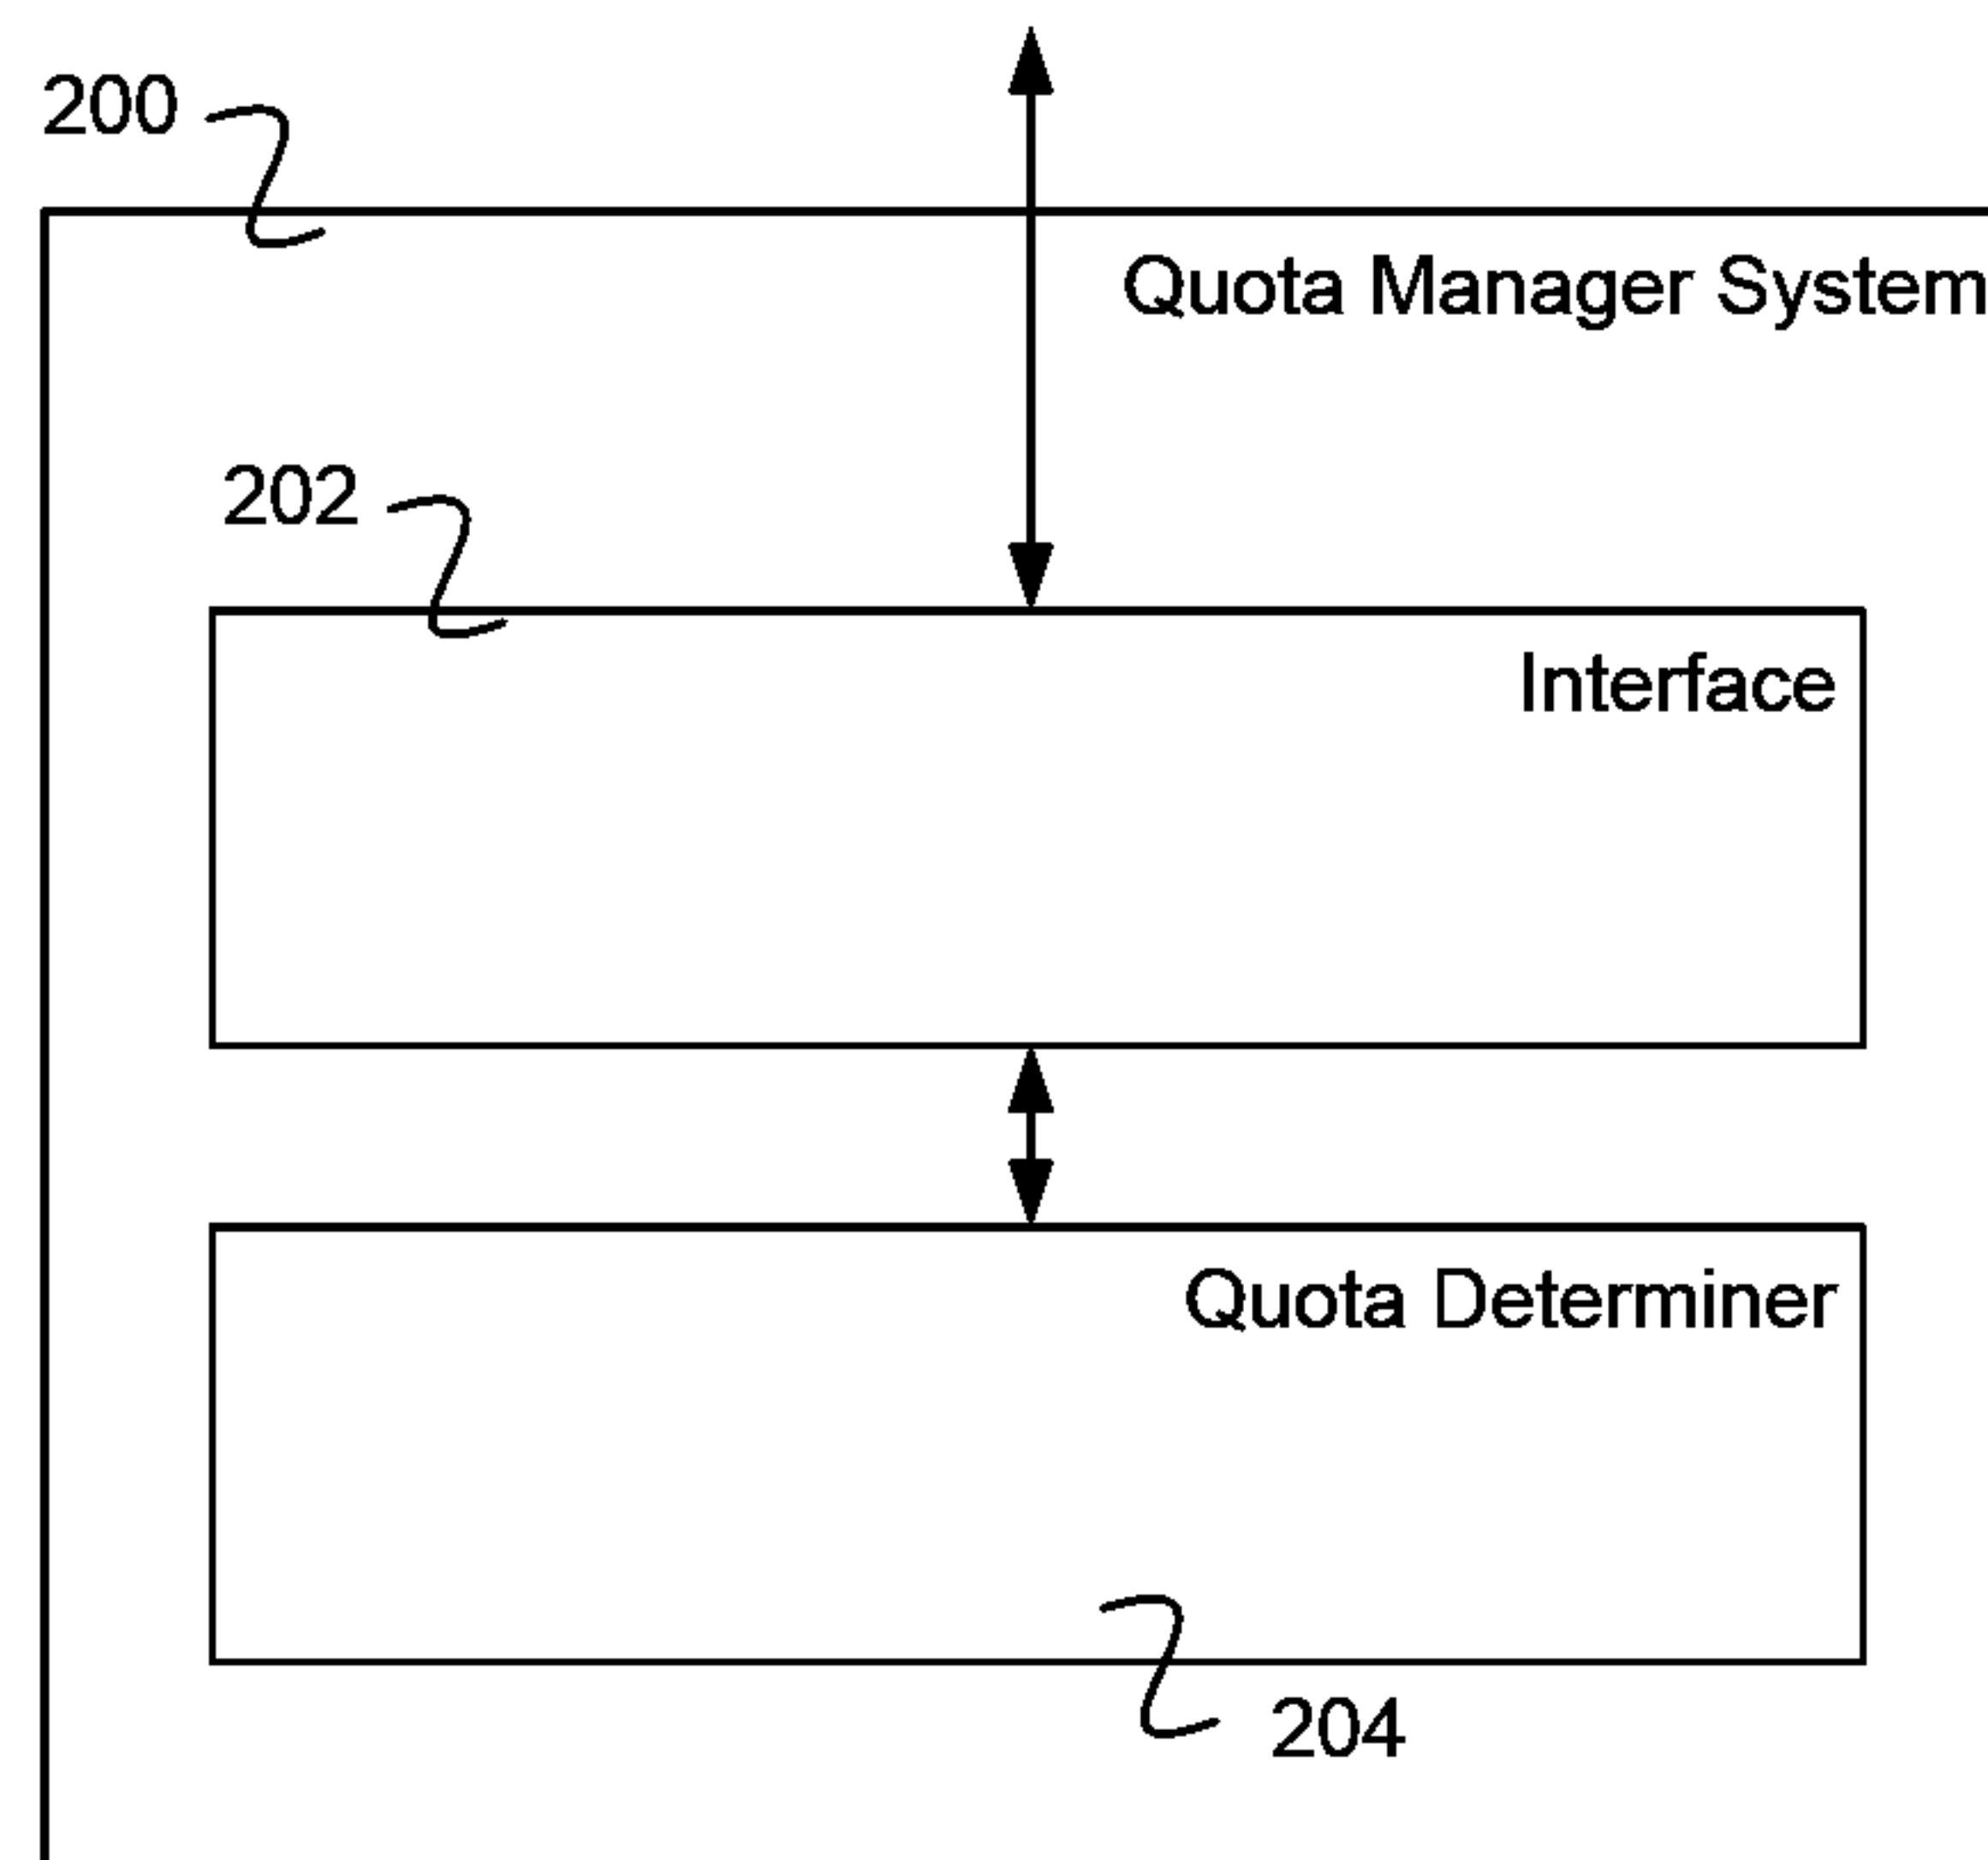 200
Quota Manager System
202
Interface
Quota Determiner
204